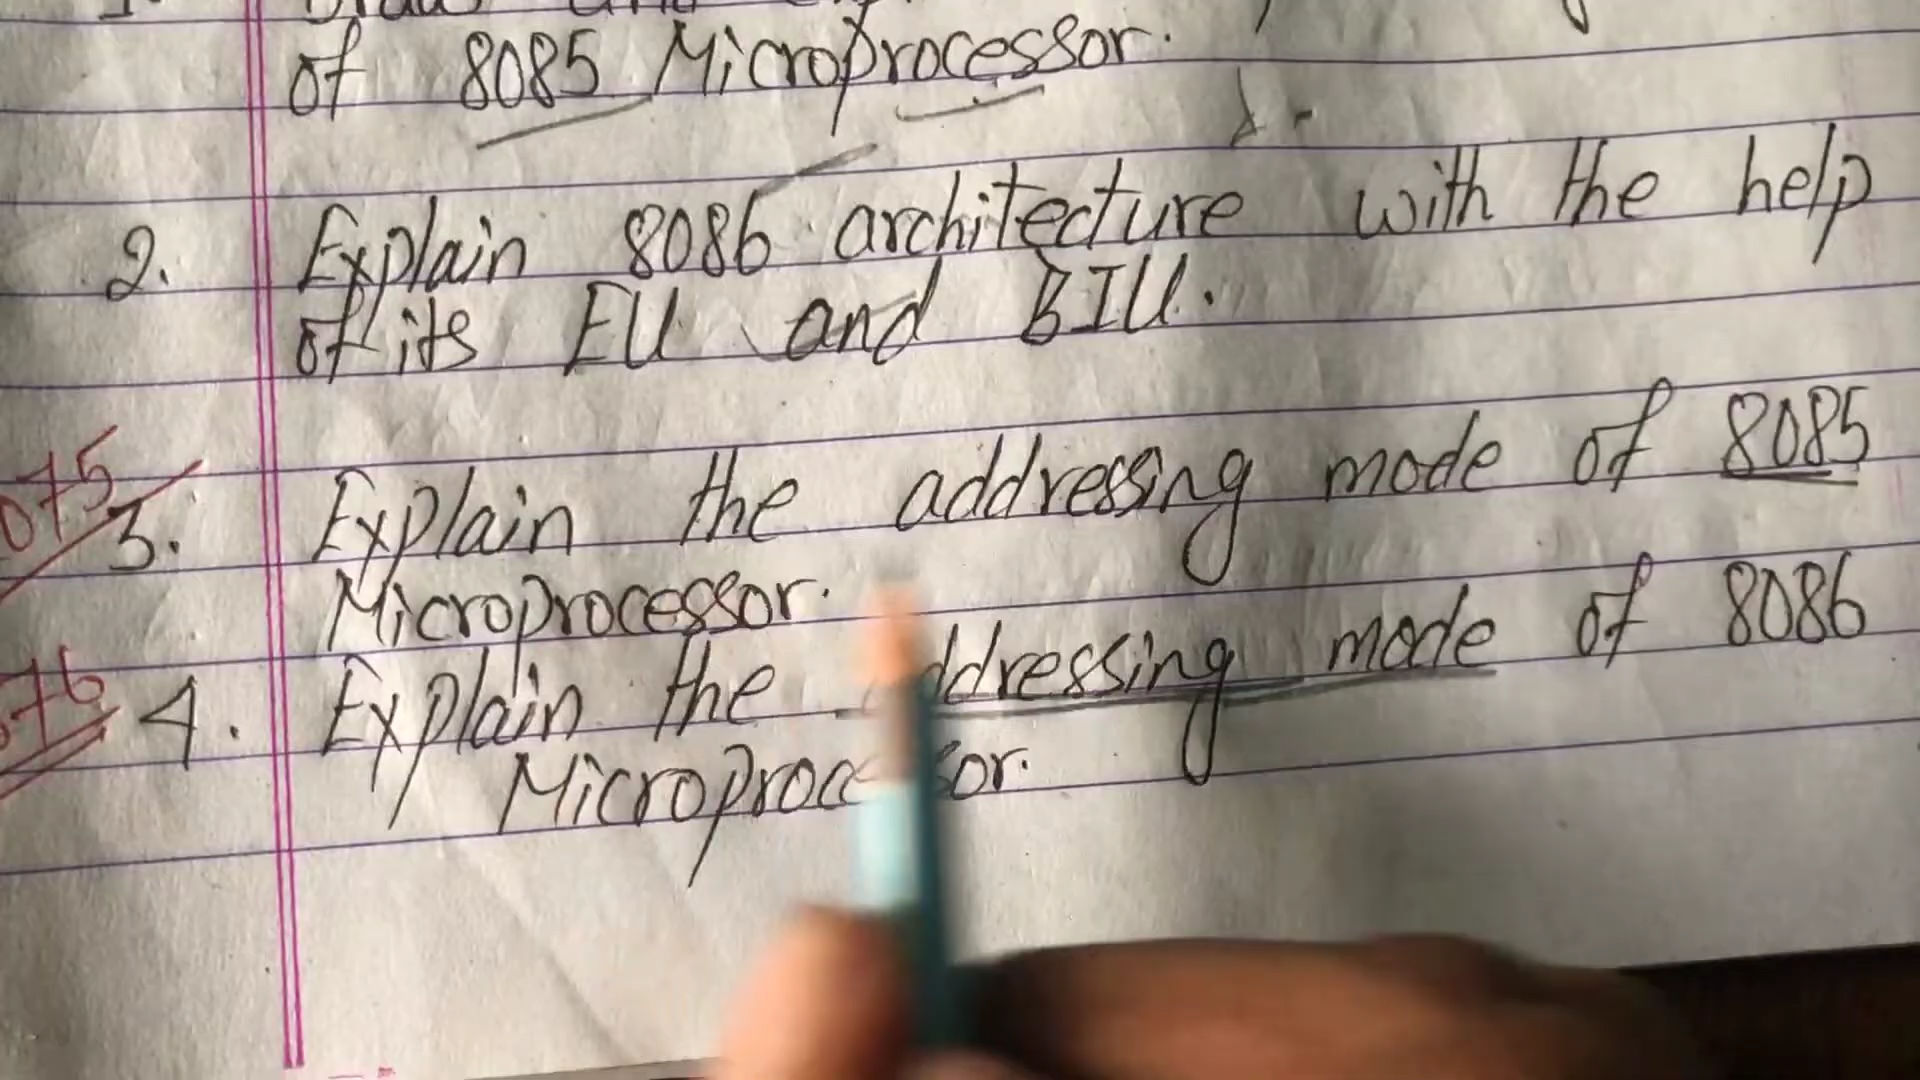 of 8085 Microprocessor.
2. Explain 8086 architecture with the help
of its EU and BIU.
075
3. Explain the addressing mode of 8085
Microprocessor.
076
4. Explain the addressing mode of 8086